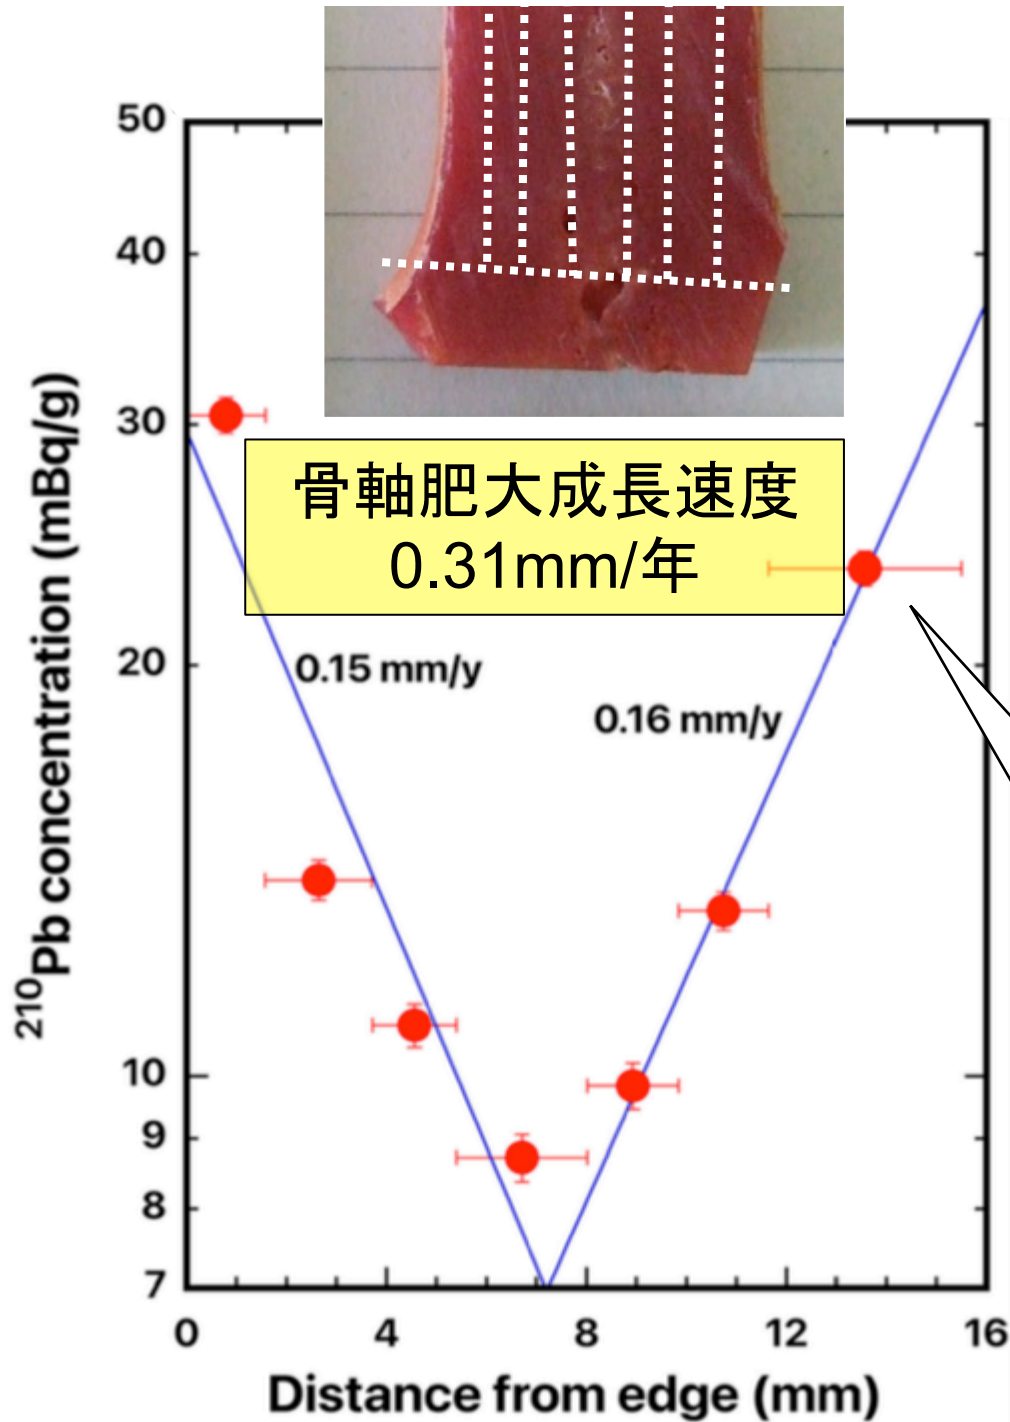 50
40
30
20
10
9
8
7
²¹⁰Pb concentration (mBq/g)
骨軸肥大成長速度
0.31mm/年
0.15 mm/y
0.16 mm/y
0
4
8
12
16
Distance from edge (mm)